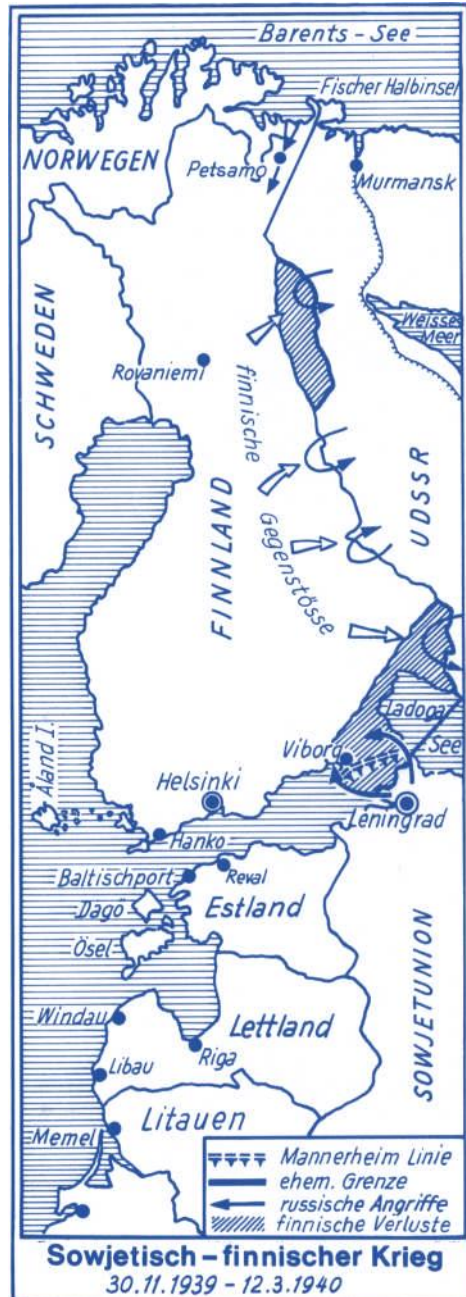 Barents - See
Fischer Halbinsel
NORWEGEN
Petsamo
Murmansk
SCHWEDEN
Weisses
Meer
Rovaniemi
finnische
Gegenstösse
FINNLAND
UDSSR
Ladoga
See
Viborg
Åland I.
Helsinki
Leningrad
Hanko
Baltischport
Reval
Dagö
Estland
Ösel
SOWJETUNION
Windau
Lettland
Riga
Libau
Litauen
Memel
Mannerheim Linie
ehem. Grenze
russische Angriffe
finnische Verluste
Sowjetisch – finnischer Krieg
30.11.1939 - 12.3.1940